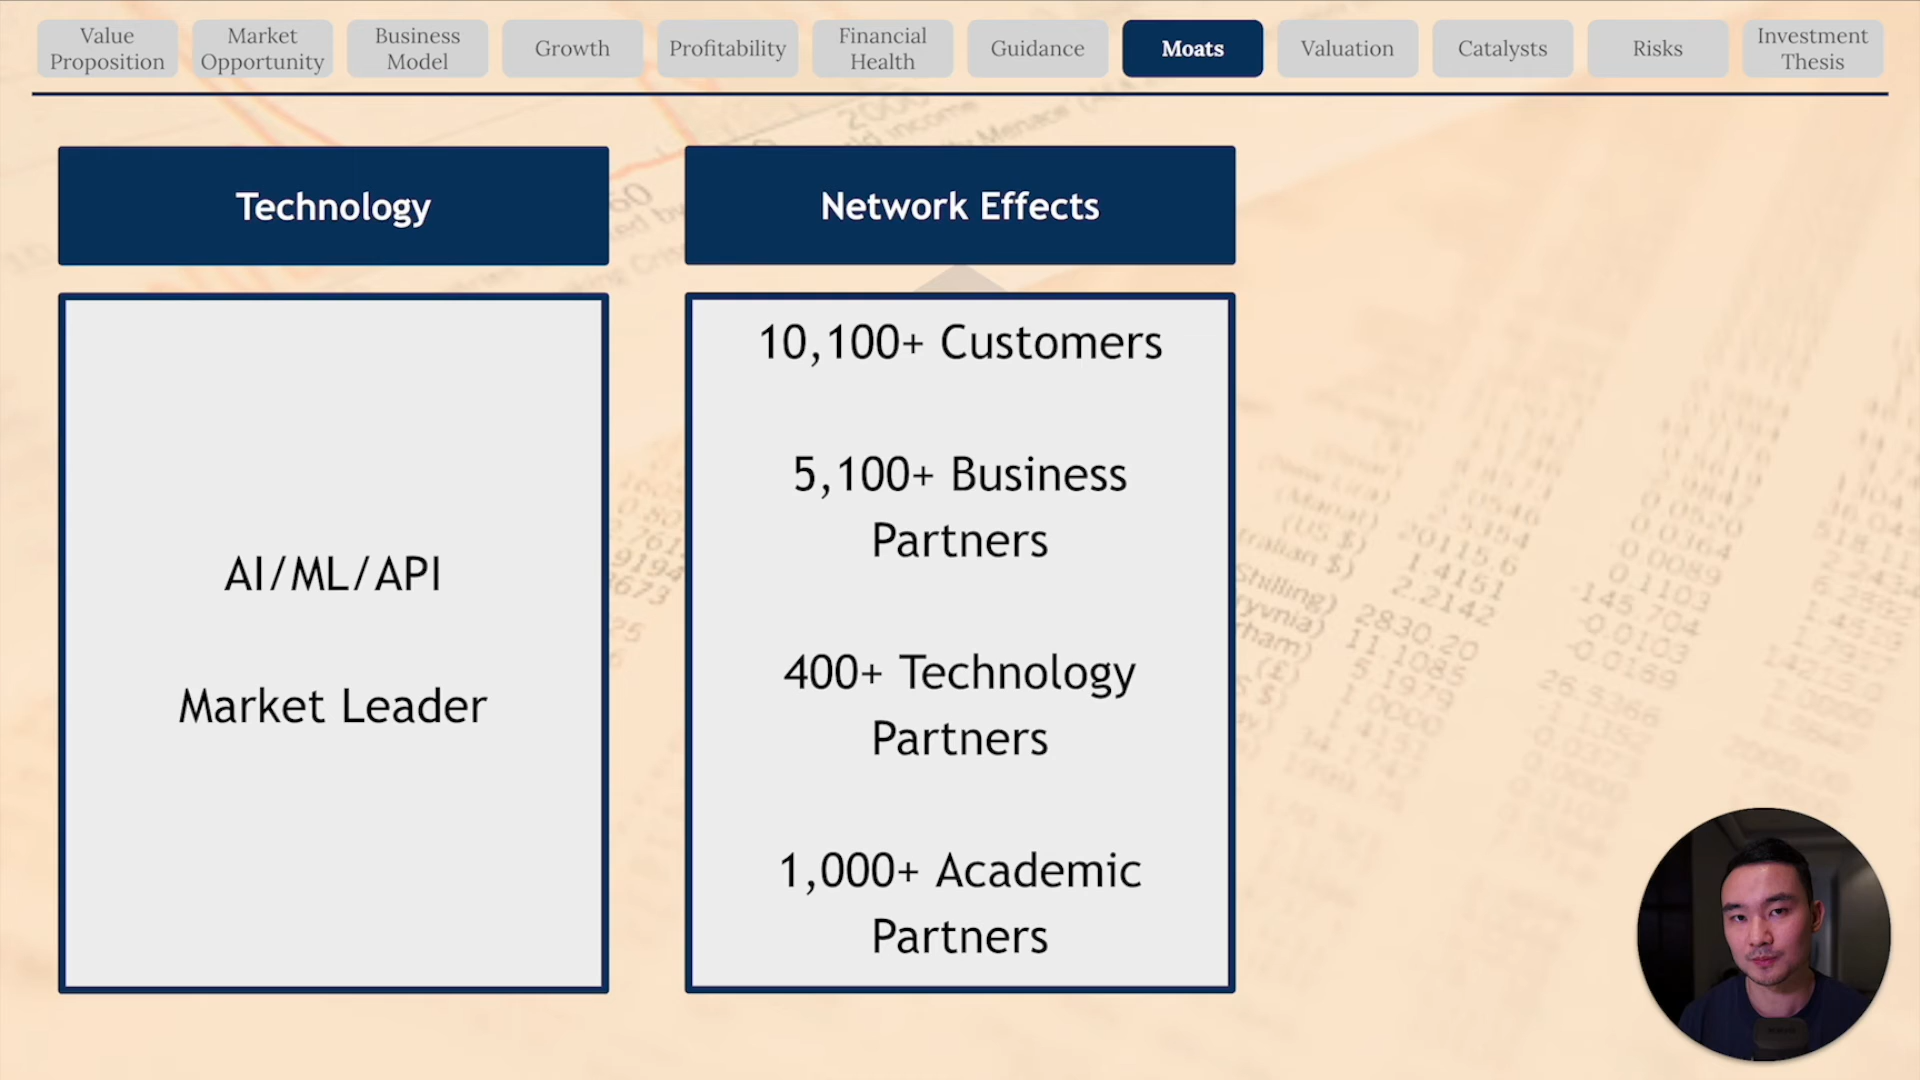 Value
Proposition
Market
Opportunity
Business
Model
Growth
Profitability
Financial
Health
Guidance
Moats
Valuation
Catalysts
Risks
Investment
Thesis
Technology
Network Effects
AI/ML/API
Market Leader
10,100+ Customers
5,100+ Business
Partners
400+ Technology
Partners
1,000+ Academic
Partners